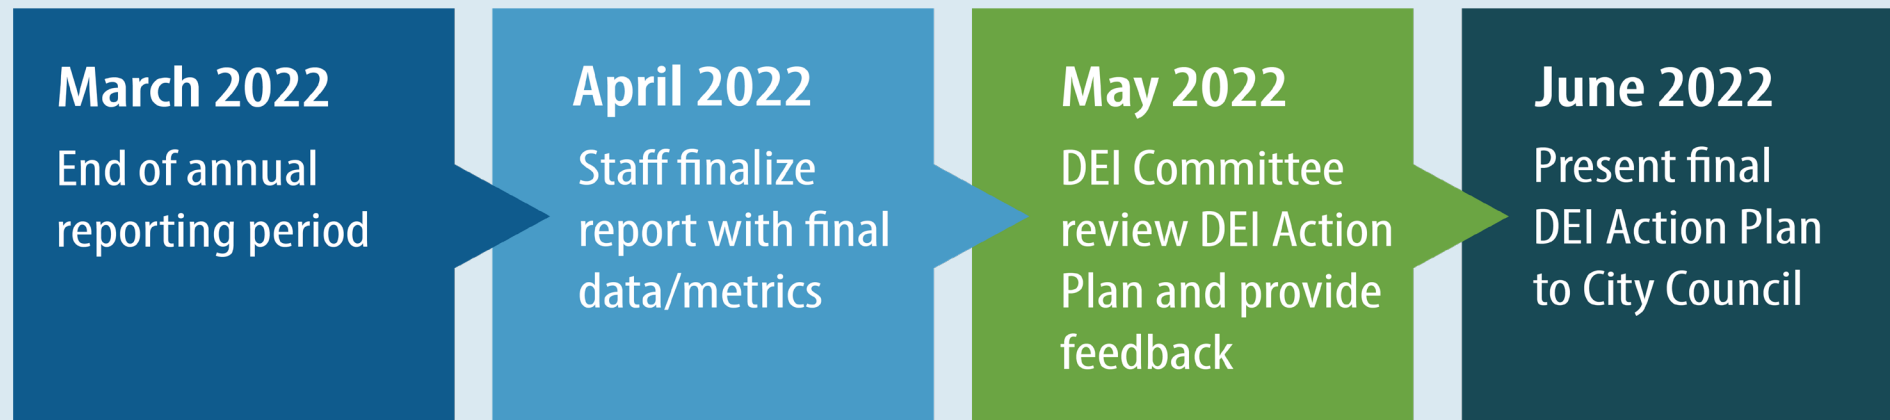 March 2022
End of annual
reporting period
April 2022
Staff finalize
report with final
data/metrics
May 2022
DEI Committee
review DEI Action
Plan and provide
feedback
June 2022
Present final
DEI Action Plan
to City Council